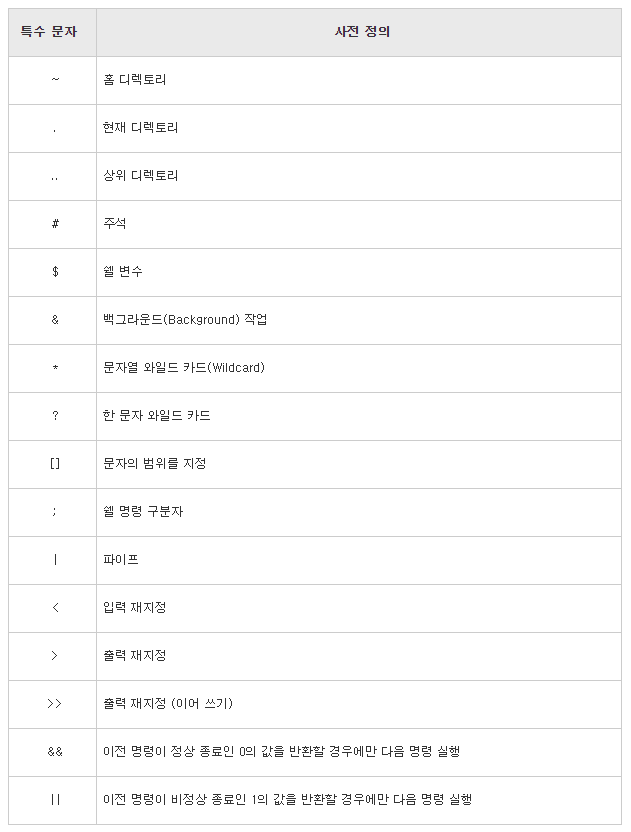 특수 문자 사전 정의
~ 홈 디렉토리
. 현재 디렉토리
.. 상위 디렉토리
# 주석
$ 쉘 변수
& 백그라운드(Background) 작업
* 문자열 와일드 카드(Wildcard)
? 한 문자 와일드 카드
[] 문자의 범위를 지정
; 쉘 명령 구분자
| 파이프
< 입력 재지정
> 출력 재지정
>> 출력 재지정 (이어 쓰기)
&& 이전 명령이 정상 종료인 0의 값을 반환할 경우에만 다음 명령 실행
|| 이전 명령이 비정상 종료인 1의 값을 반환할 경우에만 다음 명령 실행